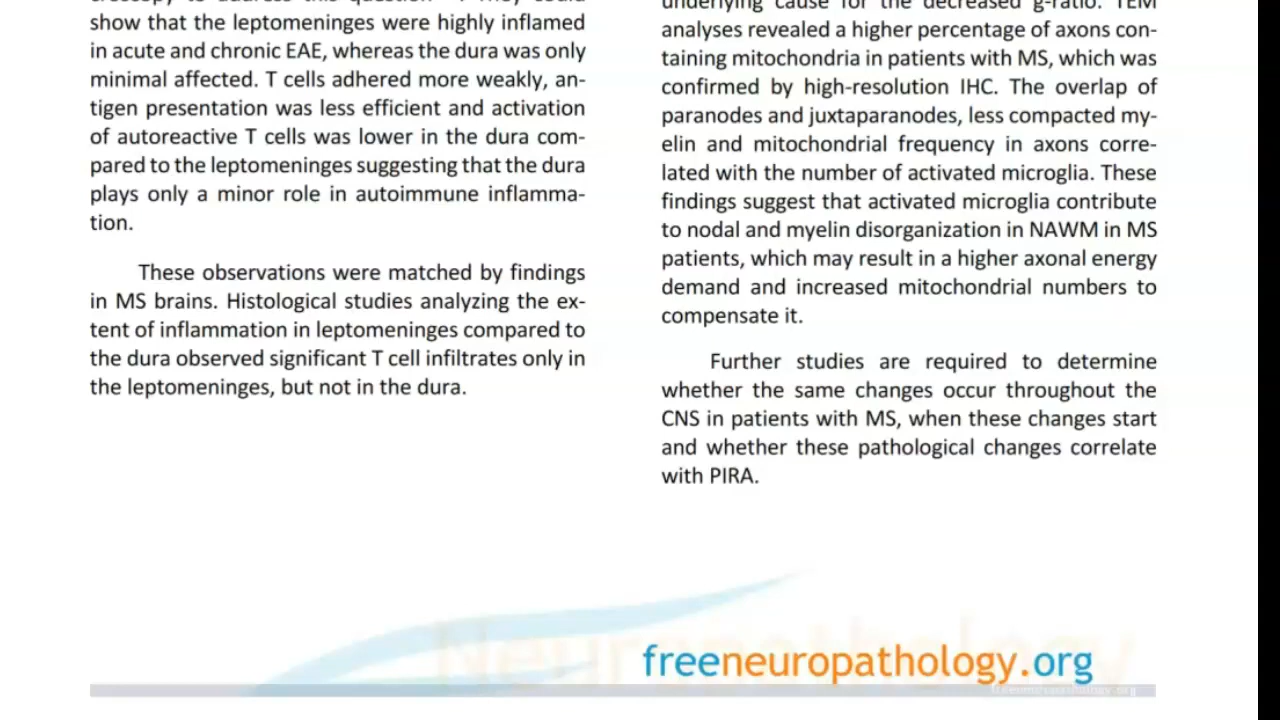 show that the leptomeninges were highly inflamed
in acute and chronic EAE, whereas the dura was only
minimal affected. T cells adhered more weakly, an-
tigen presentation was less efficient and activation
of autoreactive T cells was lower in the dura com-
pared to the leptomeninges suggesting that the dura
plays only a minor role in autoimmune inflamma-
tion.
These observations were matched by findings
in MS brains. Histological studies analyzing the ex-
tent of inflammation in leptomeninges compared to
the dura observed significant T cell infiltrates only in
the leptomeninges, but not in the dura.
underlying cause for the decreased g-ratio. TEM
analyses revealed a higher percentage of axons con-
taining mitochondria in patients with MS, which was
confirmed by high-resolution IHC. The overlap of
paranodes and juxtaparanodes, less compacted my-
elin and mitochondrial frequency in axons corre-
lated with the number of activated microglia. These
findings suggest that activated microglia contribute
to nodal and myelin disorganization in NAWM in MS
patients, which may result in a higher axonal energy
demand and increased mitochondrial numbers to
compensate it.
Further studies are required to determine
whether the same changes occur throughout the
CNS in patients with MS, when these changes start
and whether these pathological changes correlate
with PIRA.
Neuropathology
freeneuropathology.org
freeneuropathology.org